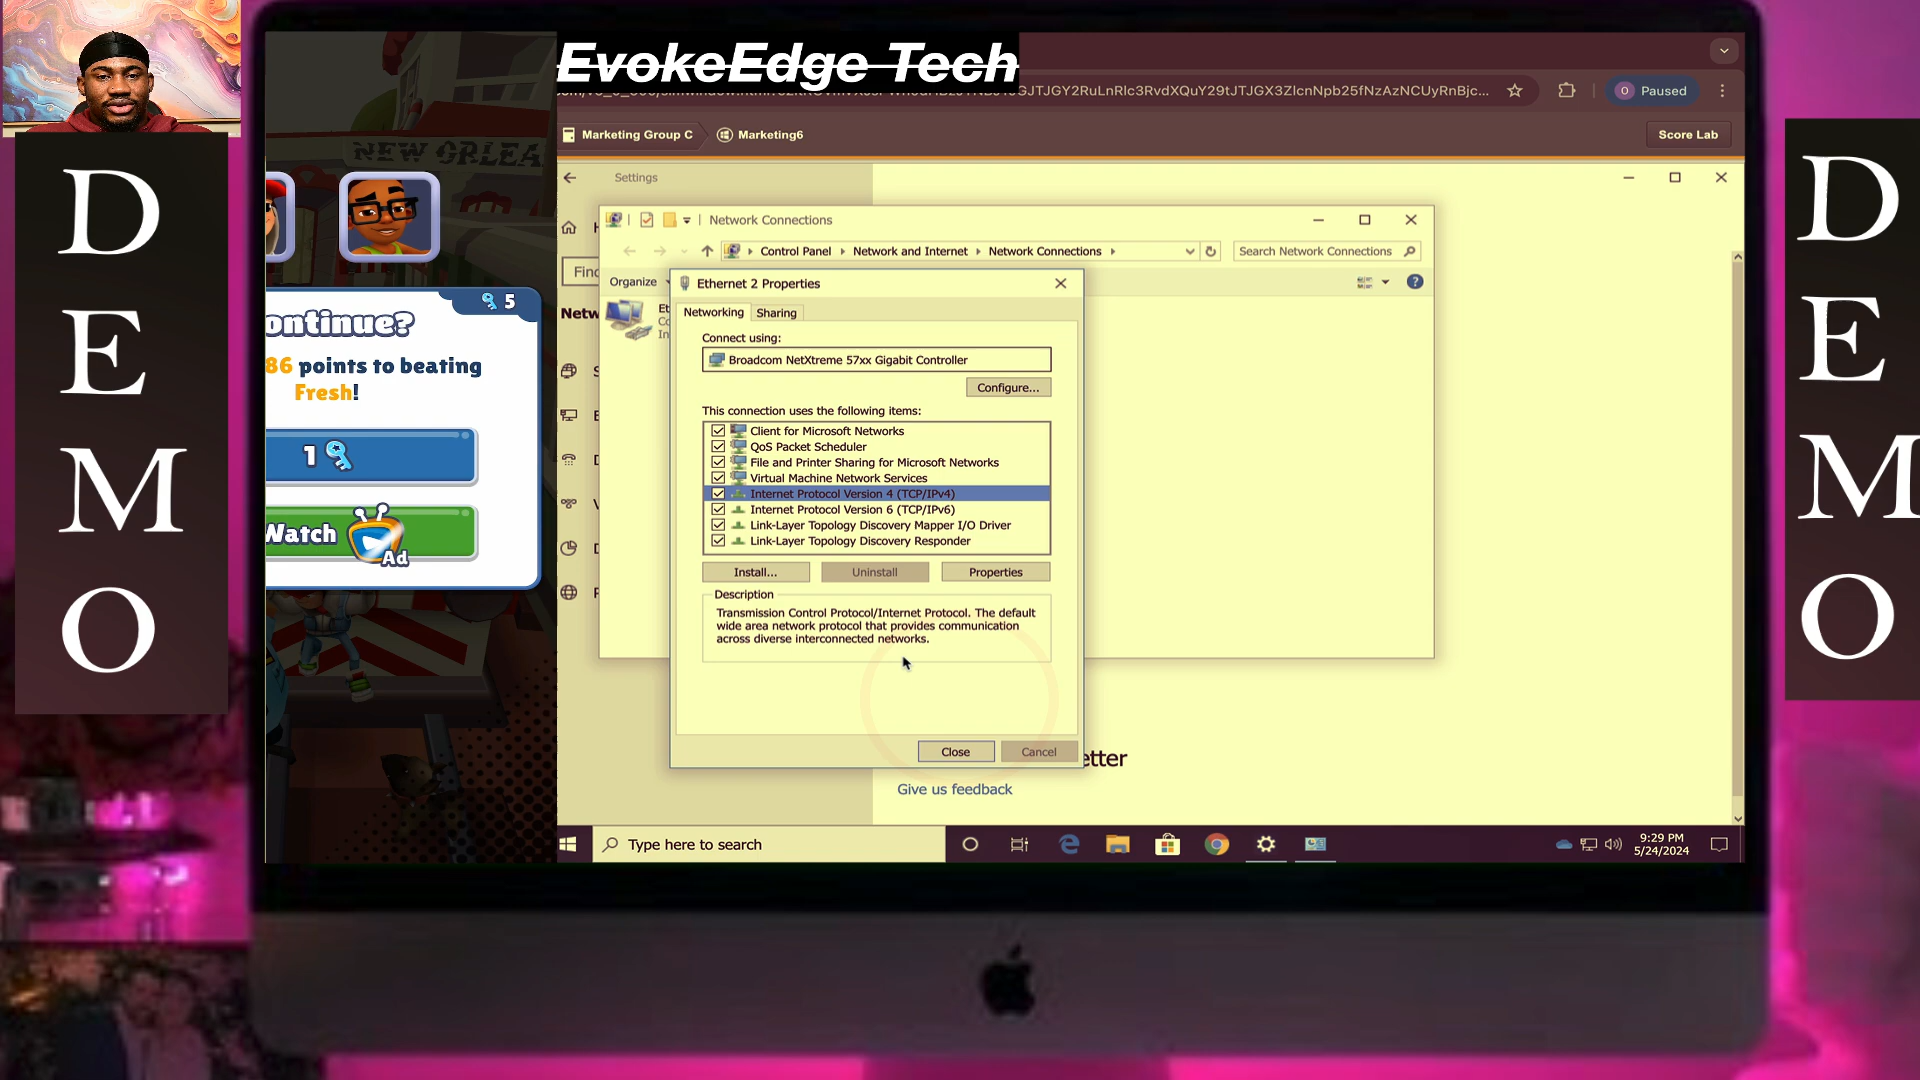 EvokeEdge Tech
DEMO
DEMO
NEW ORLEA
5
ontinue?
86 points to beating
Fresh!
1
Watch
Ad
Paused
Marketing Group C
Marketing6
Score Lab
Settings
Network Connections
Control Panel
Network and Internet
Network Connections
Search Network Connections
Organize
Find
Netw
Ethernet 2 Properties
Networking
Sharing
Connect using:
Broadcom NetXtreme 57xx Gigabit Controller
Configure...
This connection uses the following items:
Client for Microsoft Networks
QoS Packet Scheduler
File and Printer Sharing for Microsoft Networks
Virtual Machine Network Services
Internet Protocol Version 4 (TCP/IPv4)
Internet Protocol Version 6 (TCP/IPv6)
Link-Layer Topology Discovery Mapper I/O Driver
Link-Layer Topology Discovery Responder
Install...
Uninstall
Properties
Description
Transmission Control Protocol/Internet Protocol. The default
wide area network protocol that provides communication
across diverse interconnected networks.
Close
Cancel
etter
Give us feedback
Type here to search
9:29 PM
5/24/2024